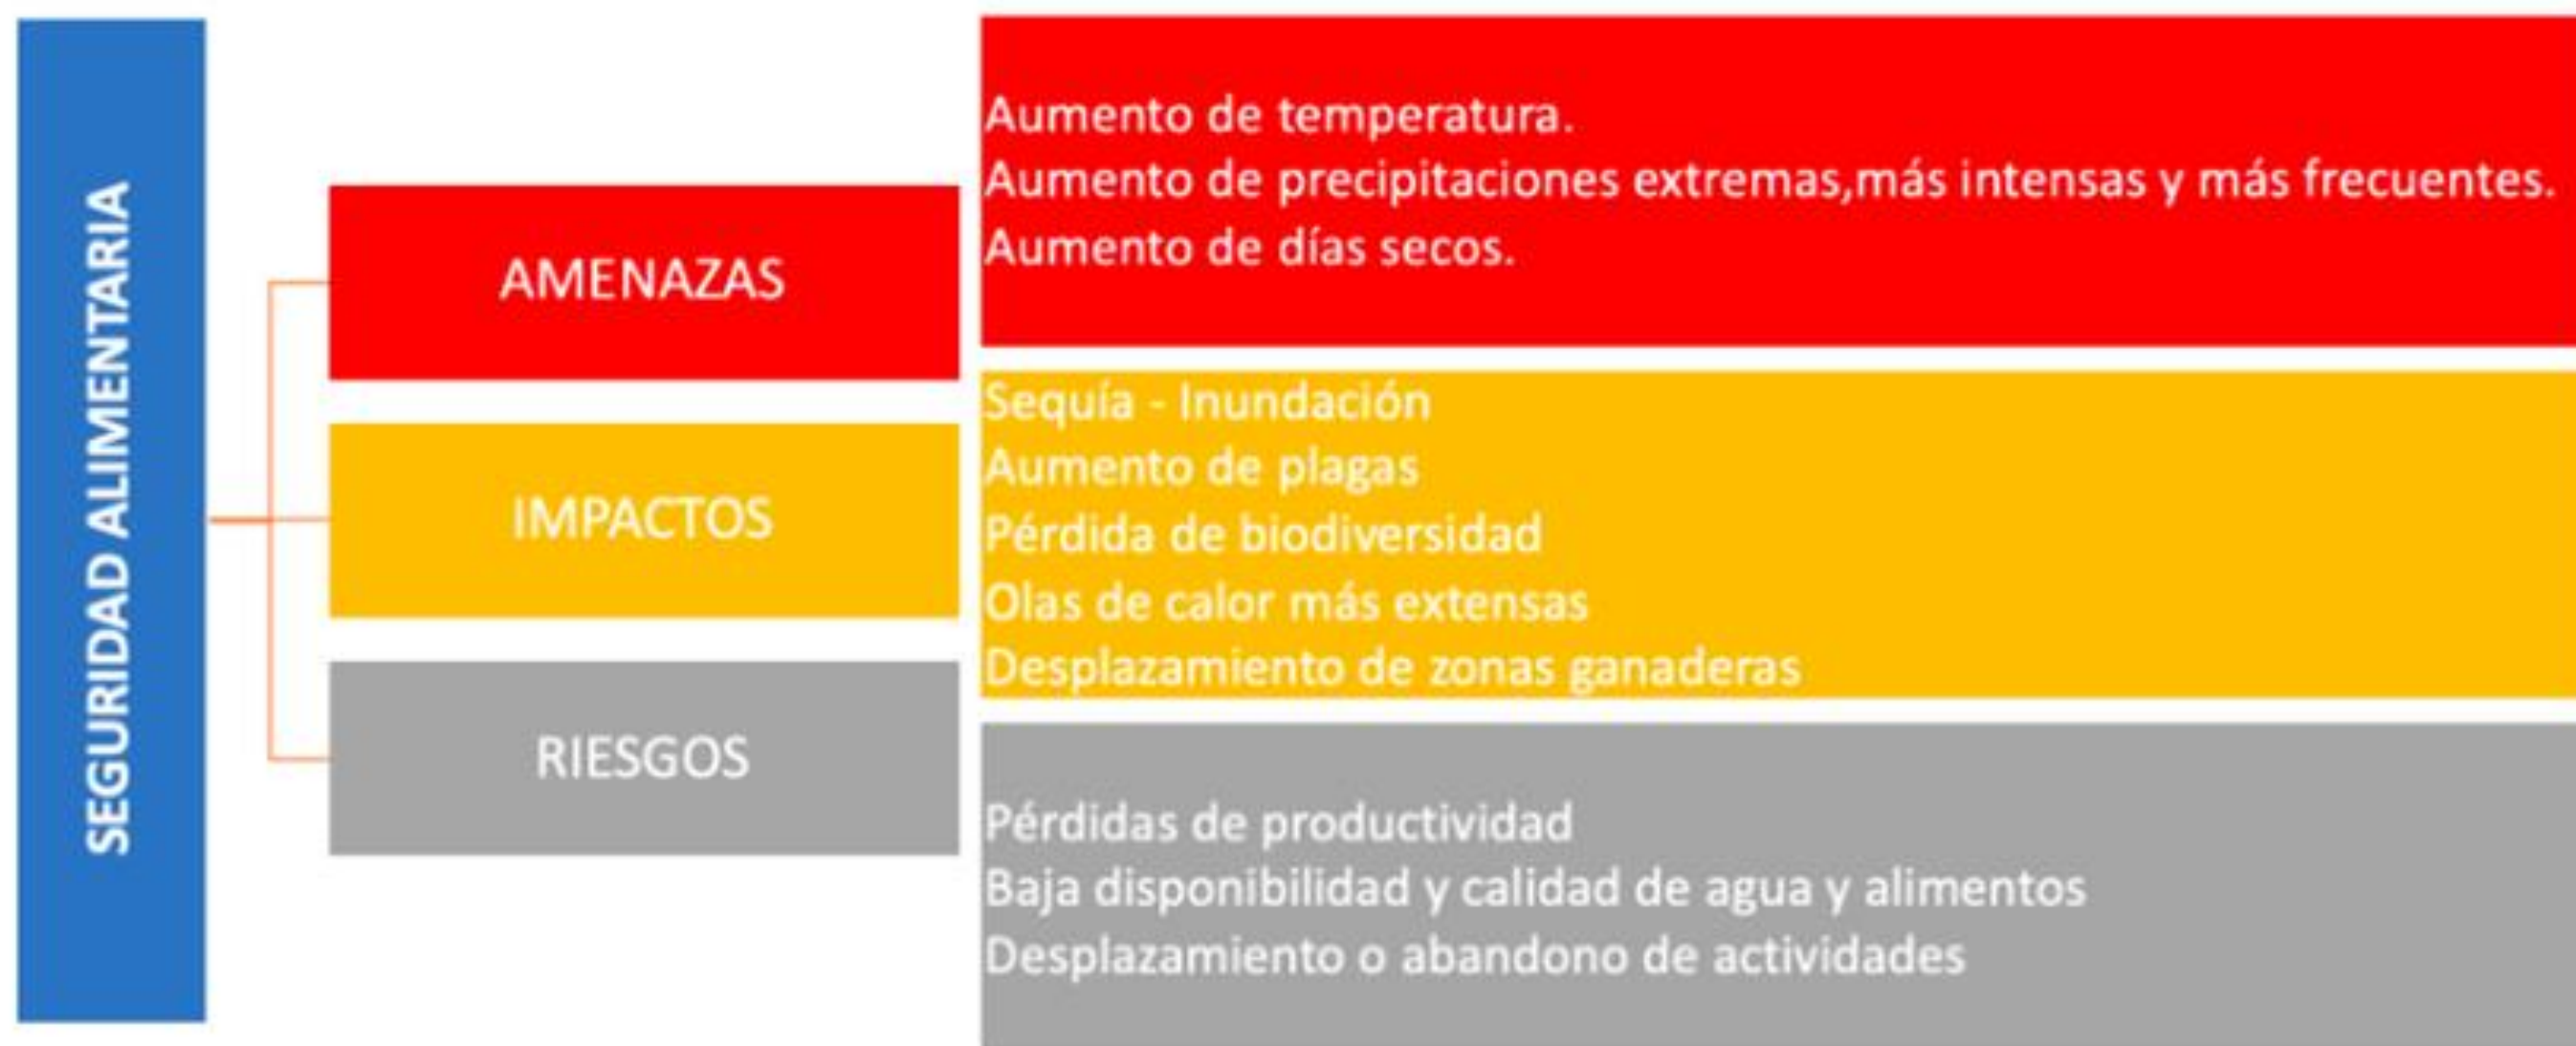 SEGURIDAD ALIMENTARIA
AMENAZAS
Aumento de temperatura.
Aumento de precipitaciones extremas,más intensas y más frecuentes.
Aumento de días secos.
IMPACTOS
Sequía - Inundación
Aumento de plagas
Pérdida de biodiversidad
Olas de calor más extensas
Desplazamiento de zonas ganaderas
RIESGOS
Pérdidas de productividad
Baja disponibilidad y calidad de agua y alimentos
Desplazamiento o abandono de actividades